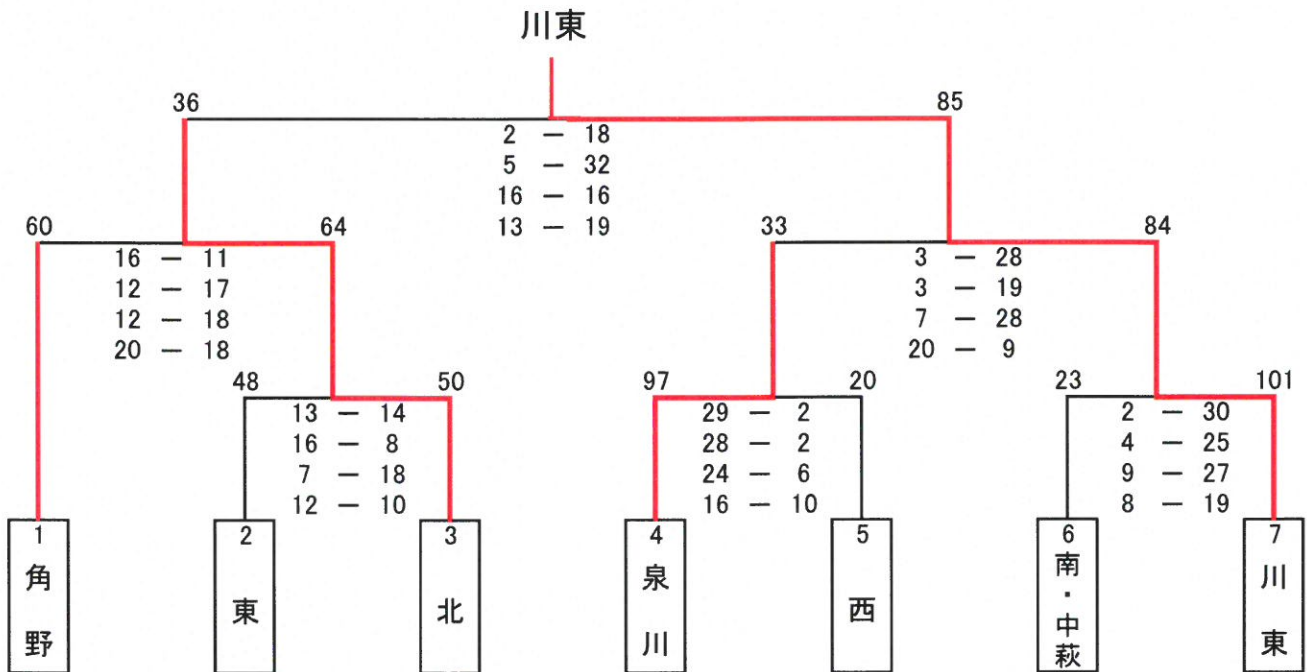 川東
36 85
2 － 18
5 － 32
16 － 16
13 － 19
60 64
33 84
16 － 11
12 － 17
12 － 18
20 － 18
3 － 28
3 － 19
7 － 28
20 － 9
48 50
97 20
23 101
13 － 14
16 － 8
7 － 18
12 － 10
29 － 2
28 － 2
24 － 6
16 － 10
2 － 30
4 － 25
9 － 27
8 － 19
1
角野
2
東
3
北
4
泉川
5
西
6
南・中萩
7
川東